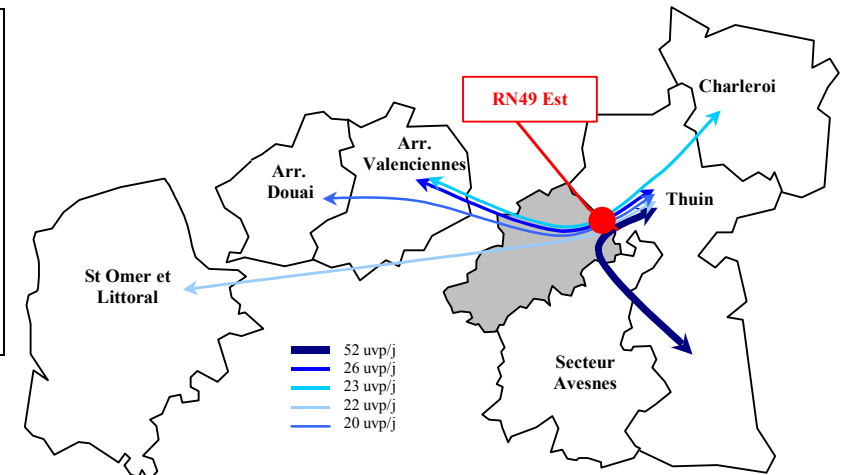 Charleroi
RN49 Est
Arr.
Valenciennes
Arr.
Douai
Thuin
St Omer et
Littoral
Secteur
Avesnes
52 uvp/j
26 uvp/j
23 uvp/j
22 uvp/j
20 uvp/j